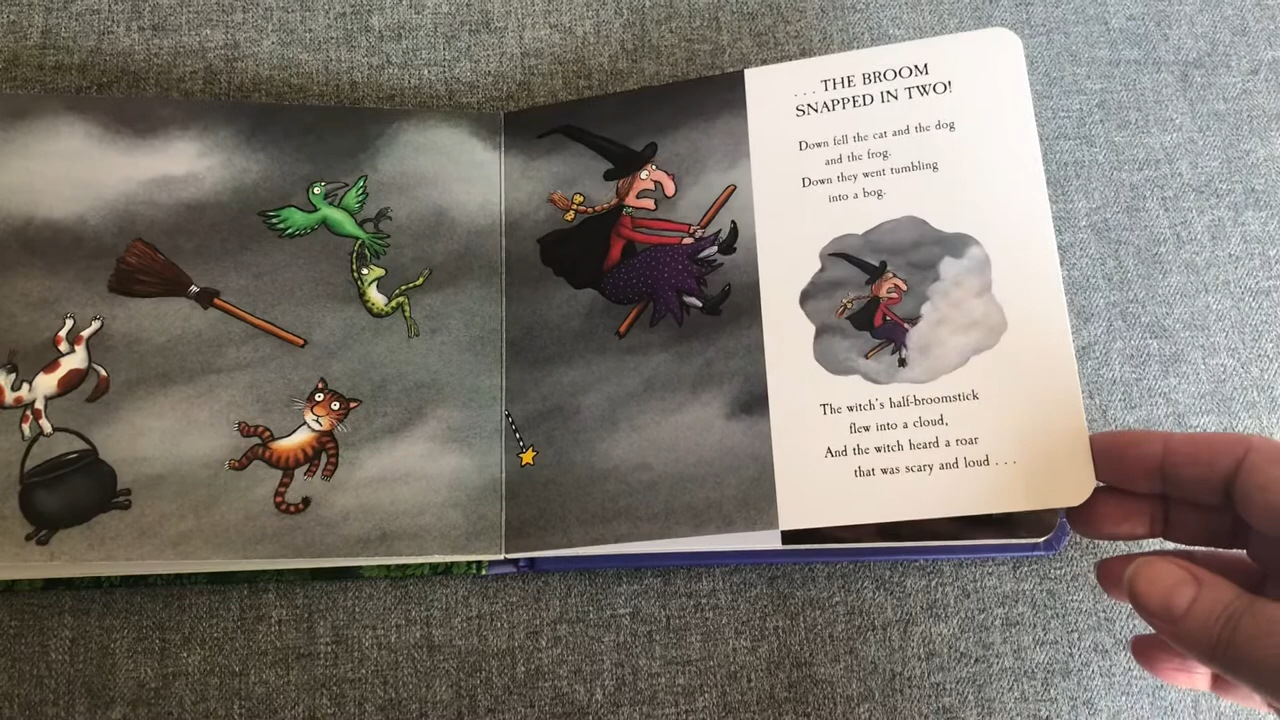 . . . THE BROOM
SNAPPED IN TWO!
Down fell the cat and the dog
and the frog.
Down they went tumbling
into a bog.
The witch's half-broomstick
flew into a cloud,
And the witch heard a roar
that was scary and loud . . .